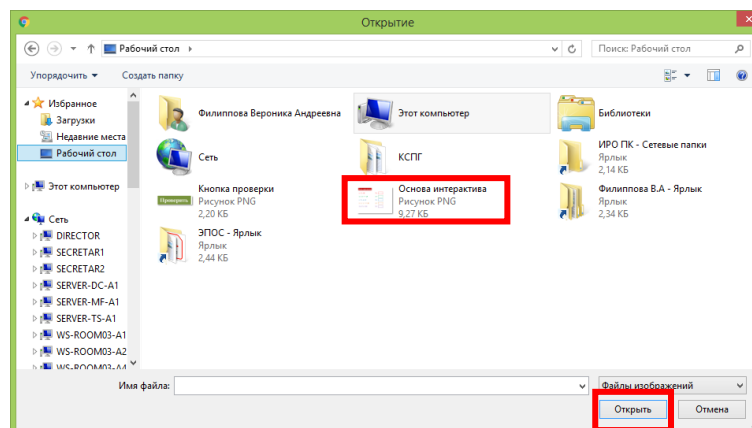 Открытие
Рабочий стол
Поиск: Рабочий стол
Упорядочить
Создать папку
Избранное
Загрузки
Недавние места
Рабочий стол
Этот компьютер
Сеть
DIRECTOR
SECRETAR1
SECRETAR2
SERVER-DC-A1
SERVER-MF-A1
SERVER-TS-A1
WS-ROOM03-A1
WS-ROOM03-A2
WS-ROOM03-A4
Филиппова Вероника Андреевна
Этот компьютер
Библиотеки
Сеть
КСПГ
ИРО ПК - Сетевые папки
Ярлык
2,14 КБ
Проверить
Кнопка проверки
Рисунок PNG
2,20 КБ
Основа интерактива
Рисунок PNG
9,27 КБ
Филиппова В.А - Ярлык
Ярлык
2,34 КБ
ЭПОС - Ярлык
Ярлык
2,44 КБ
Имя файла:
Файлы изображений
Открыть
Отмена